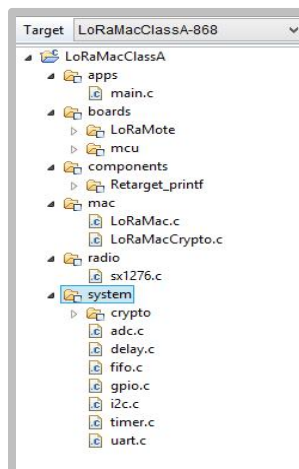 Target LoRaMacClassA-868
LoRaMacClassA
apps
main.c
boards
LoRaMote
mcu
components
Retarget_printf
mac
LoRaMac.c
LoRaMacCrypto.c
radio
sx1276.c
system
crypto
adc.c
delay.c
fifo.c
gpio.c
i2c.c
timer.c
uart.c